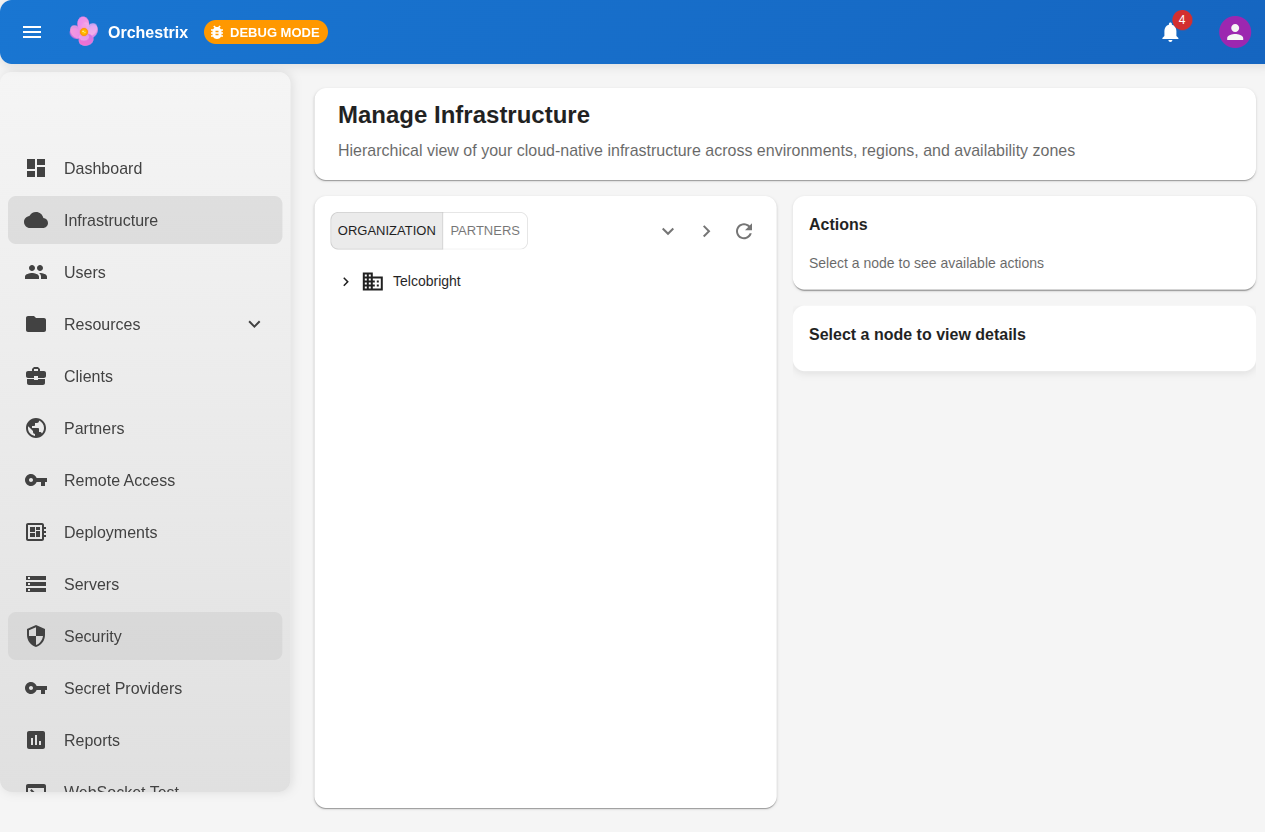 Orchestrix
DEBUG MODE
4
Dashboard
Infrastructure
Users
Resources
Clients
Partners
Remote Access
Deployments
Servers
Security
Secret Providers
Reports
WebSocket Test
Manage Infrastructure
Hierarchical view of your cloud-native infrastructure across environments, regions, and availability zones
ORGANIZATION PARTNERS
Telcobright
Actions
Select a node to see available actions
Select a node to view details